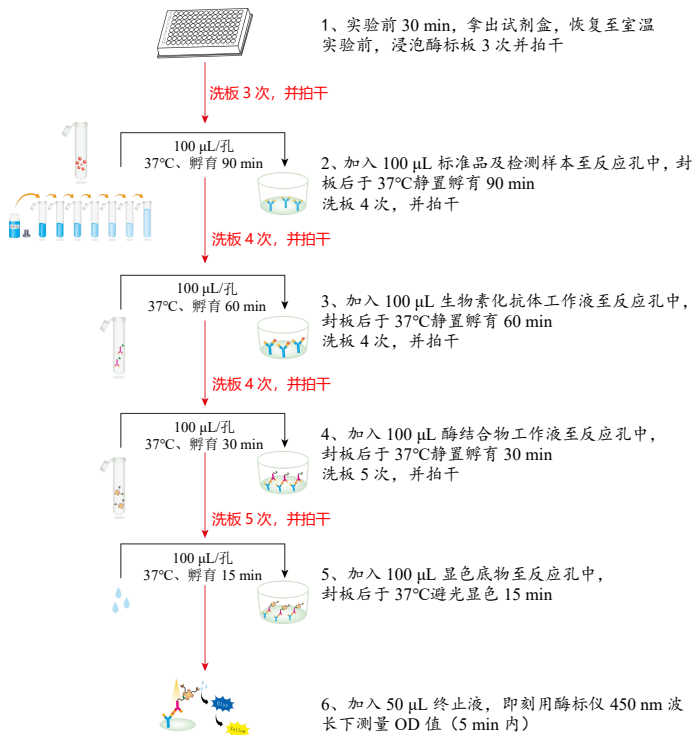 1、实验前 30 min，拿出试剂盒，恢复至室温
实验前，浸泡酶标板 3 次并拍干
洗板 3 次，并拍干
100 μL/孔
37℃、孵育 90 min
2、加入 100 μL 标准品及检测样本至反应孔中，封
板后于 37℃静置孵育 90 min
洗板 4 次，并拍干
洗板 4 次，并拍干
100 μL/孔
37℃、孵育 60 min
3、加入 100 μL 生物素化抗体工作液至反应孔中，
封板后于 37℃静置孵育 60 min
洗板 4 次，并拍干
洗板 4 次，并拍干
100 μL/孔
37℃、孵育 30 min
4、加入 100 μL 酶结合物工作液至反应孔中，
封板后于 37℃静置孵育 30 min
洗板 5 次，并拍干
洗板 5 次，并拍干
100 μL/孔
37℃、孵育 15 min
5、加入 100 μL 显色底物至反应孔中，
封板后于 37℃避光显色 15 min
Blue
Yellow
6、加入 50 μL 终止液，即刻用酶标仪 450 nm 波
长下测量 OD 值（5 min 内）